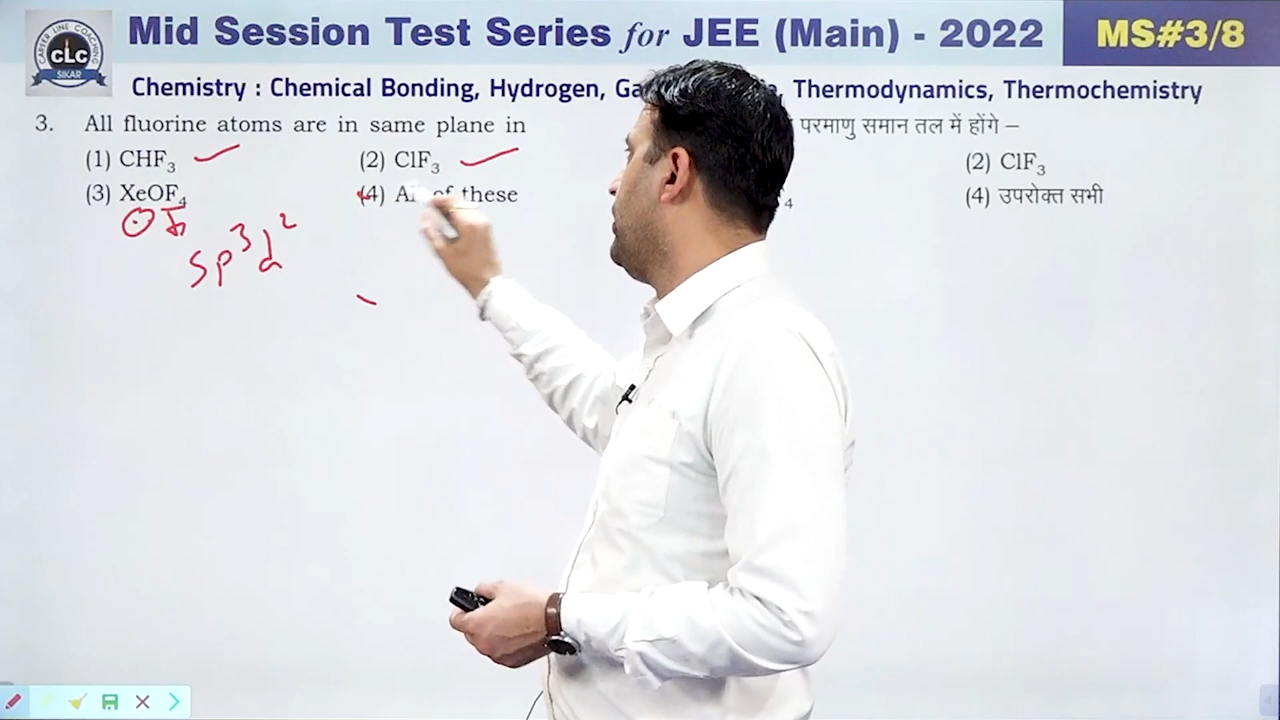 Mid Session Test Series for JEE (Main) - 2022
MS#3/8
CAREER LINE COACHING
CLC
SIKAR
Chemistry : Chemical Bonding, Hydrogen, Ga , Thermodynamics, Thermochemistry
3. All fluorine atoms are in same plane in
(1) CHF₃ (2) ClF₃
(3) XeOF₄ (4) of these
sp³d²
परमाणु समान तल में होंगे –
(2) ClF₃
4 (4) उपरोक्त सभी